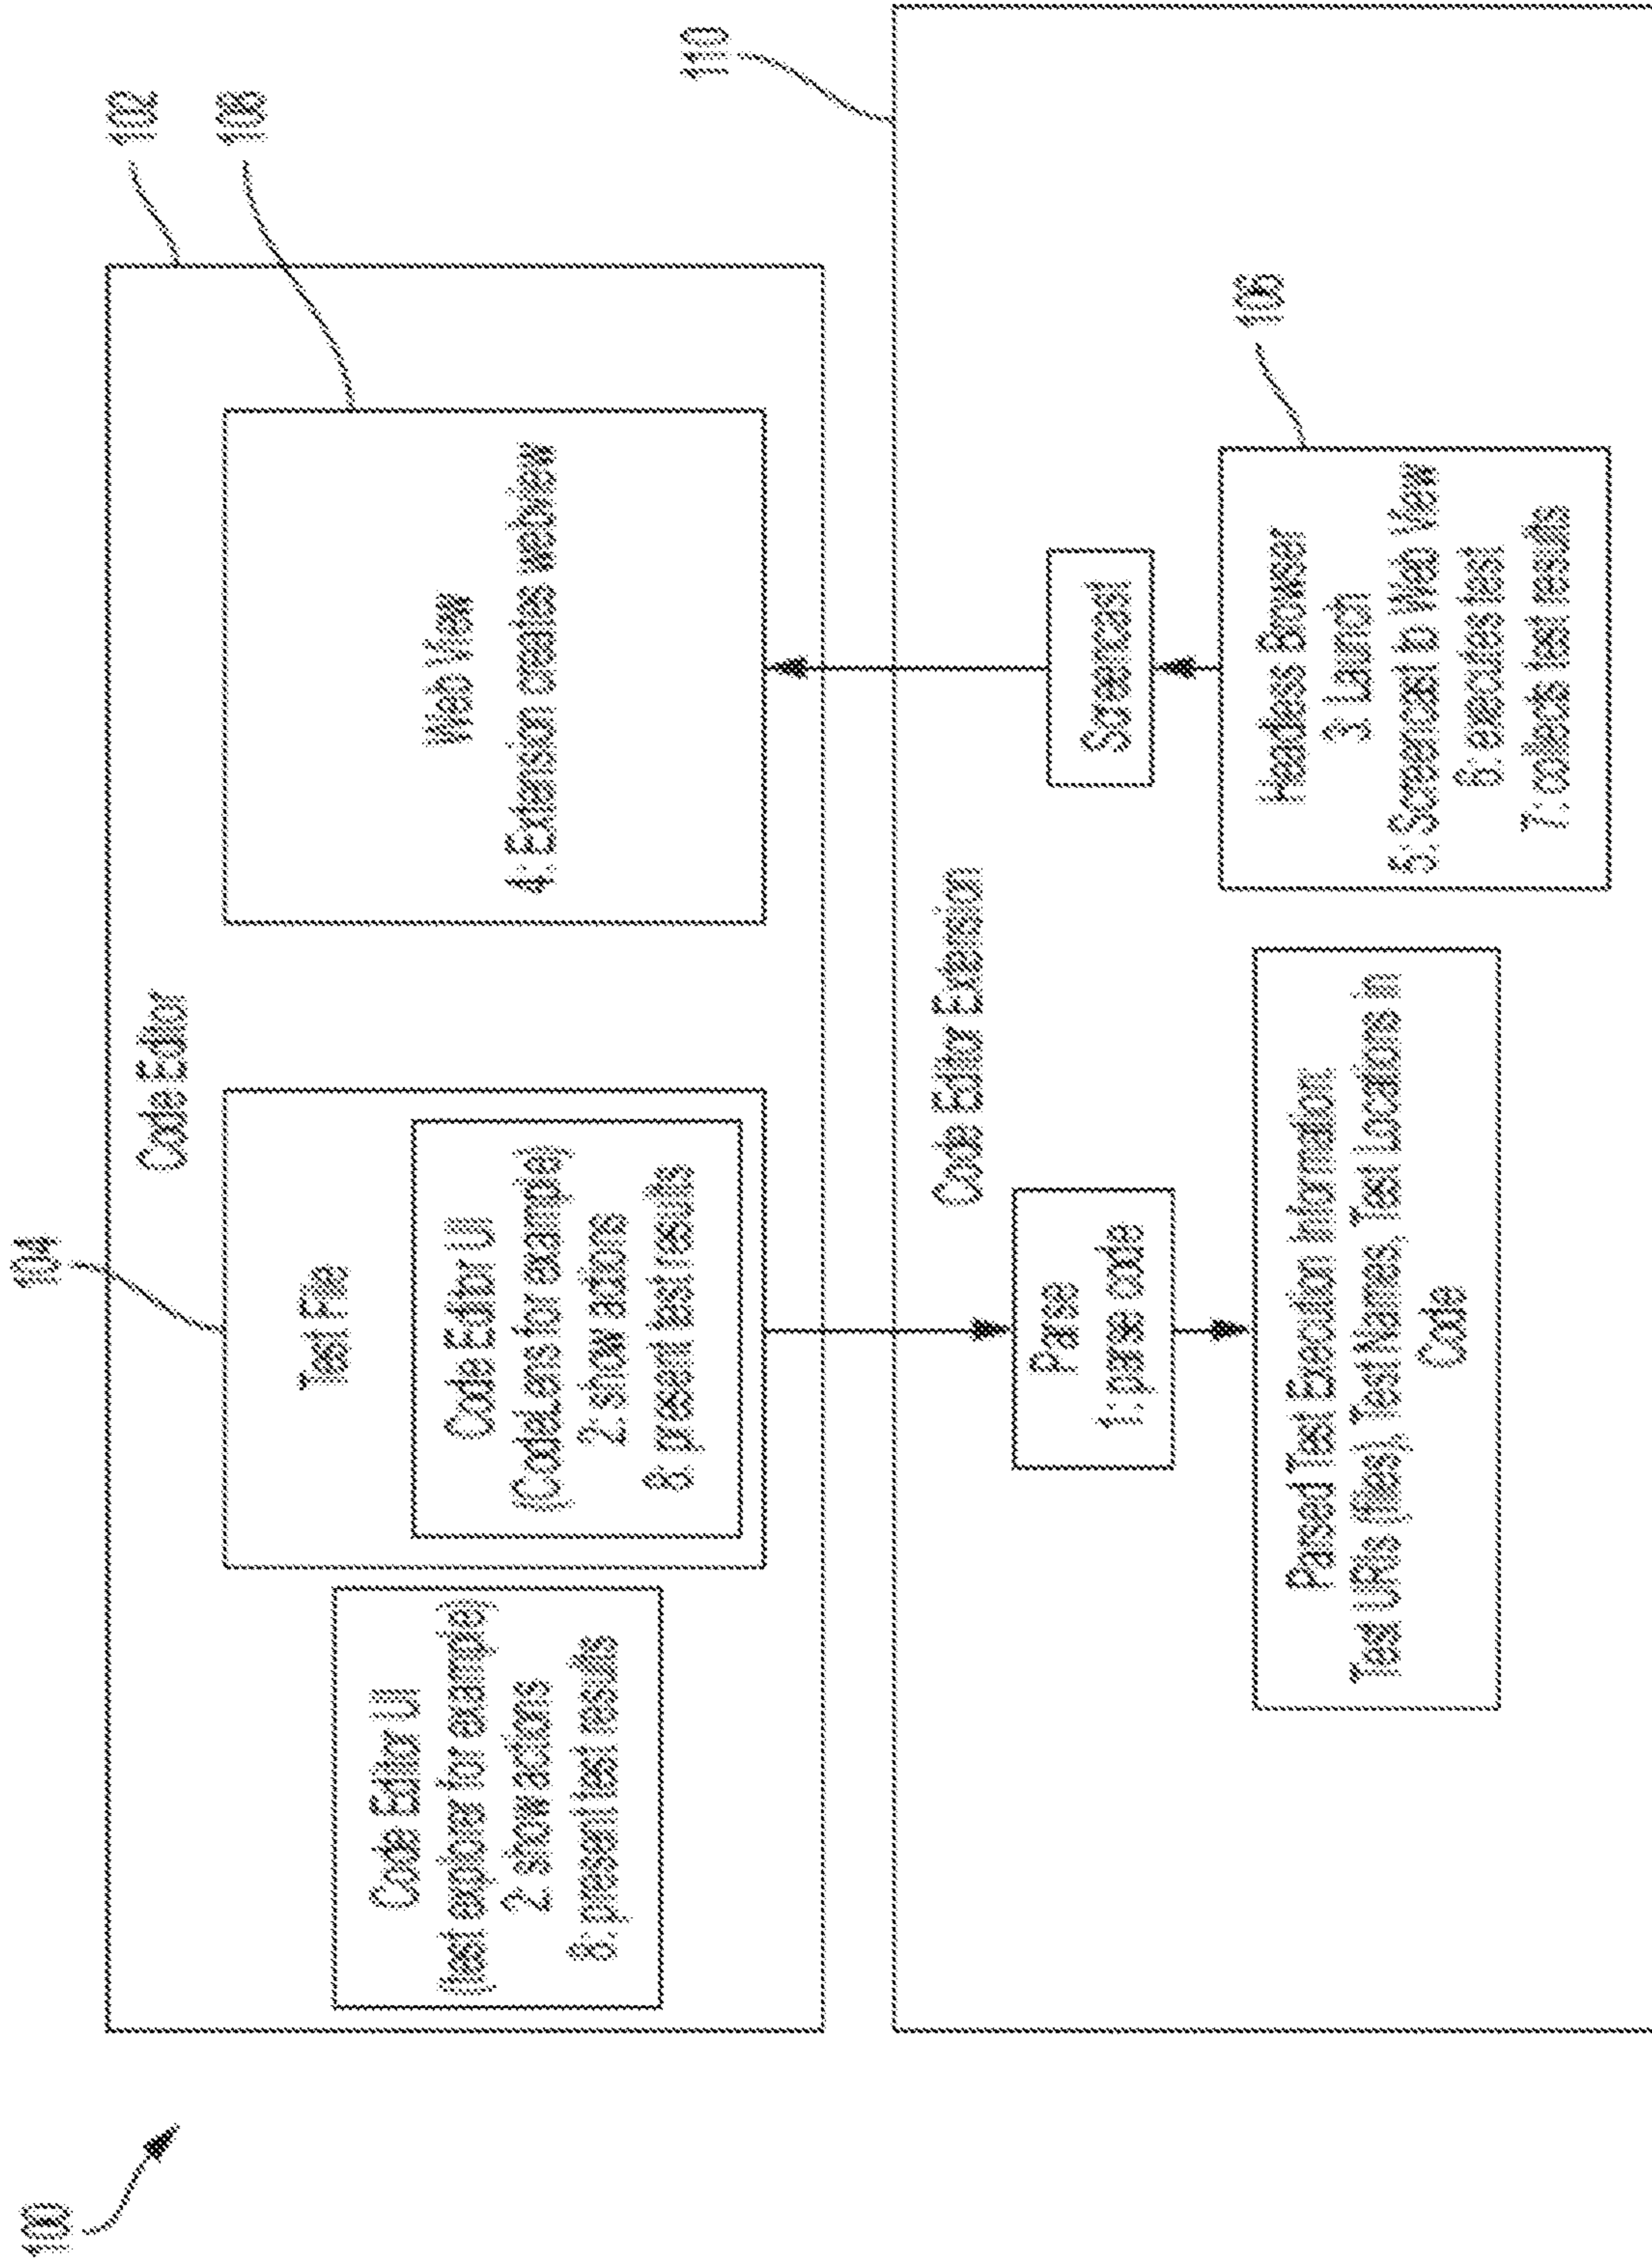 100
102
108
104
110
106
Code Editor
Code Editor UI
(test explorer for example)
2: show actions
8: present test results
Test File
Code Editor UI
(CodeLens for example)
2: show actions
8: present test results
Web View
4: Extension creates webview
Code Editor Extension
Parse
1: parse code
Parsed Test Execution Information
Test URIs (files), Test Names, Test Locations in
Code
Screencast
Headless Browser
3: Launch
5: Screencast to Web View
6: executes test
7: collects test results